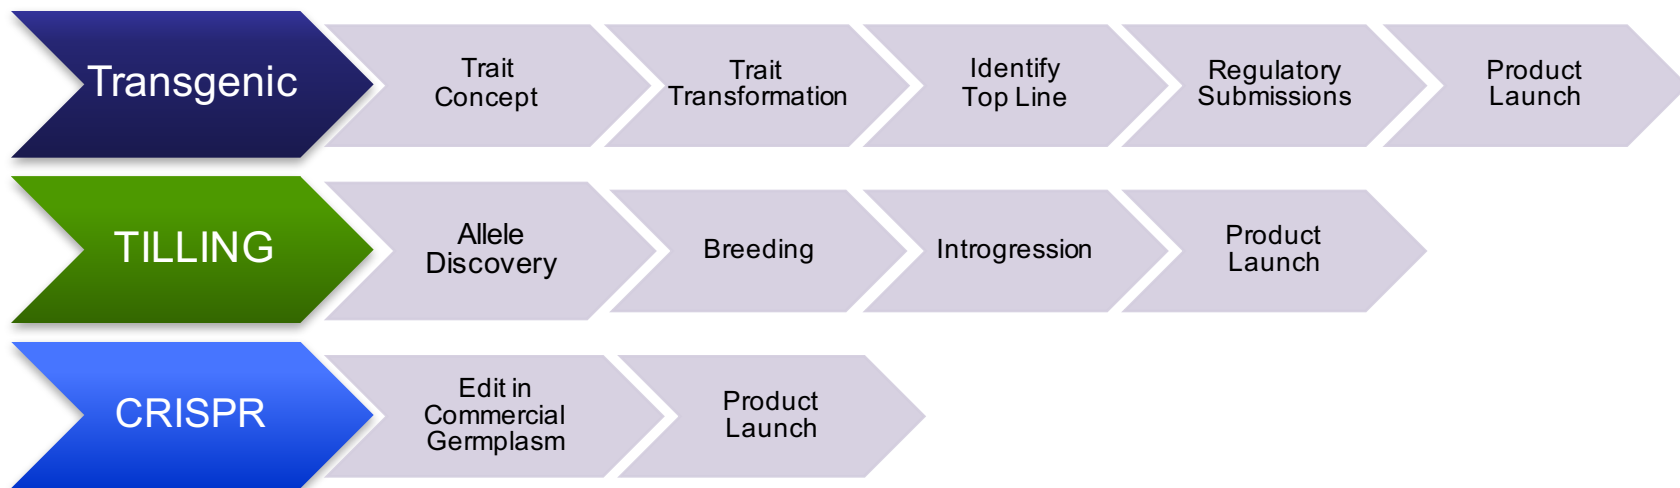 Transgenic
Trait
Concept
Trait
Transformation
Identify
Top Line
Regulatory
Submissions
Product
Launch
TILLING
Allele
Discovery
Breeding
Introgression
Product
Launch
CRISPR
Edit in
Commercial
Germplasm
Product
Launch